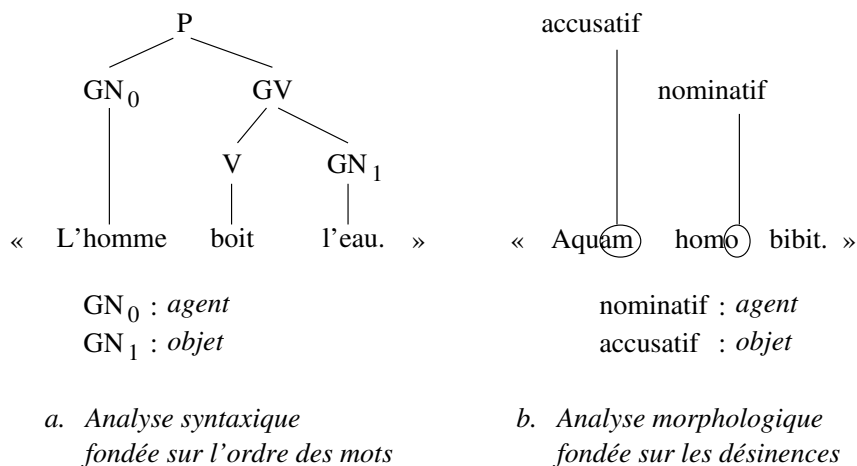 P
GN0 GV
V GN1
« L'homme boit l'eau. »
GN0 : agent
GN1 : objet
a. Analyse syntaxique
fondée sur l'ordre des mots
accusatif
nominatif
« Aquam homo bibit. »
nominatif : agent
accusatif : objet
b. Analyse morphologique
fondée sur les désinences